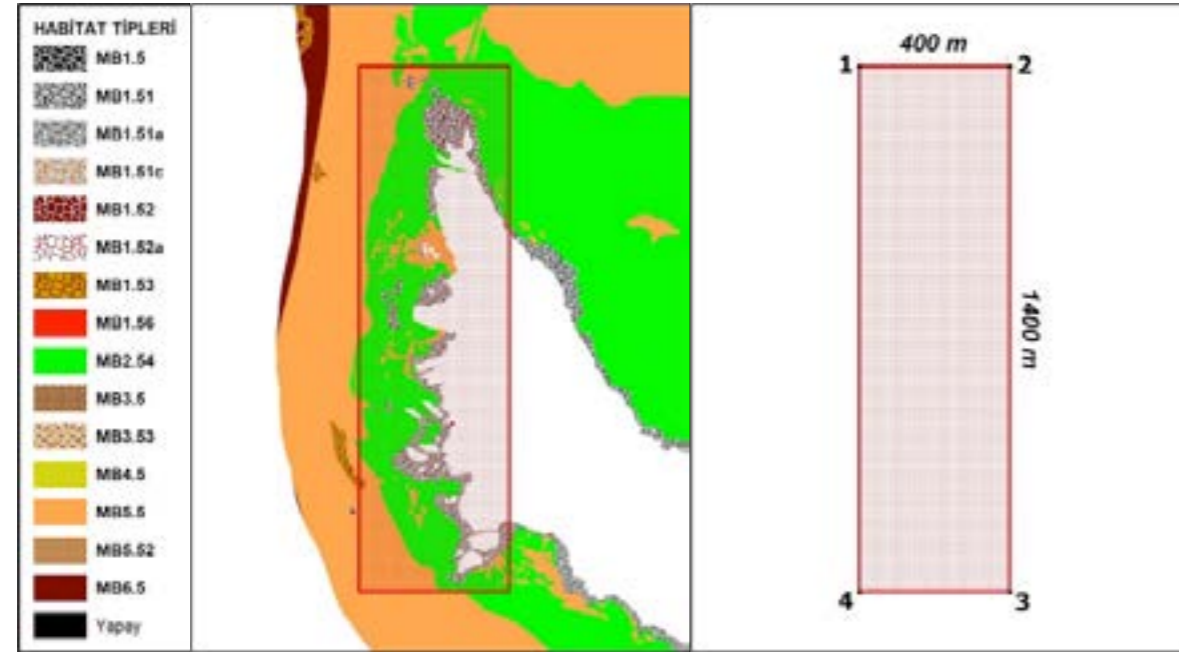 HABİTAT TİPLERİ
MB1.5
MB1.51
MB1.51a
MB1.51c
MB1.52
MB1.52a
MB1.53
MB1.56
MB2.54
MB3.5
MB3.53
MB4.5
MB5.5
MB5.52
MB6.5
Yapay
400 m
1
2
1400 m
4
3